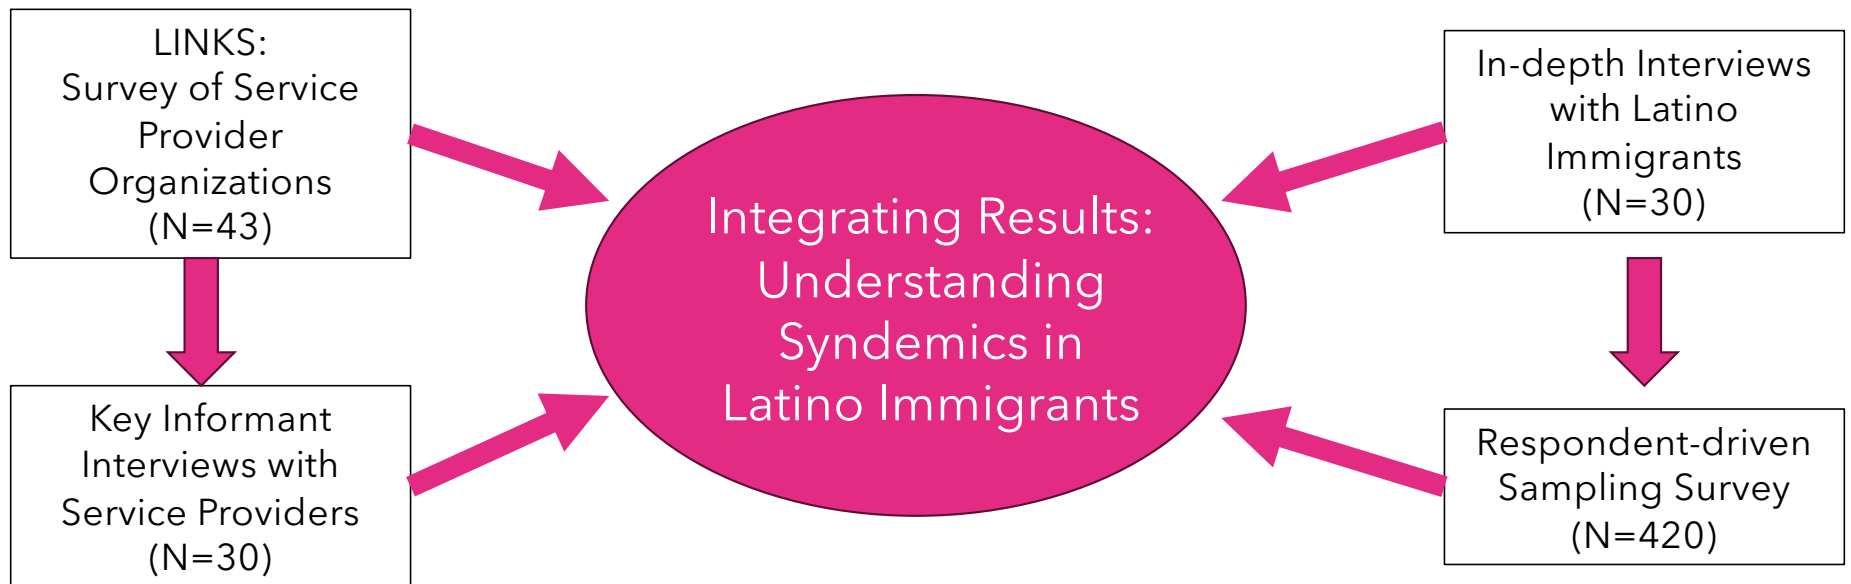 LINKS:
Survey of Service
Provider
Organizations
(N=43)
Key Informant
Interviews with
Service Providers
(N=30)
Integrating Results:
Understanding
Syndemics in
Latino Immigrants
In-depth Interviews
with Latino
Immigrants
(N=30)
Respondent-driven
Sampling Survey
(N=420)